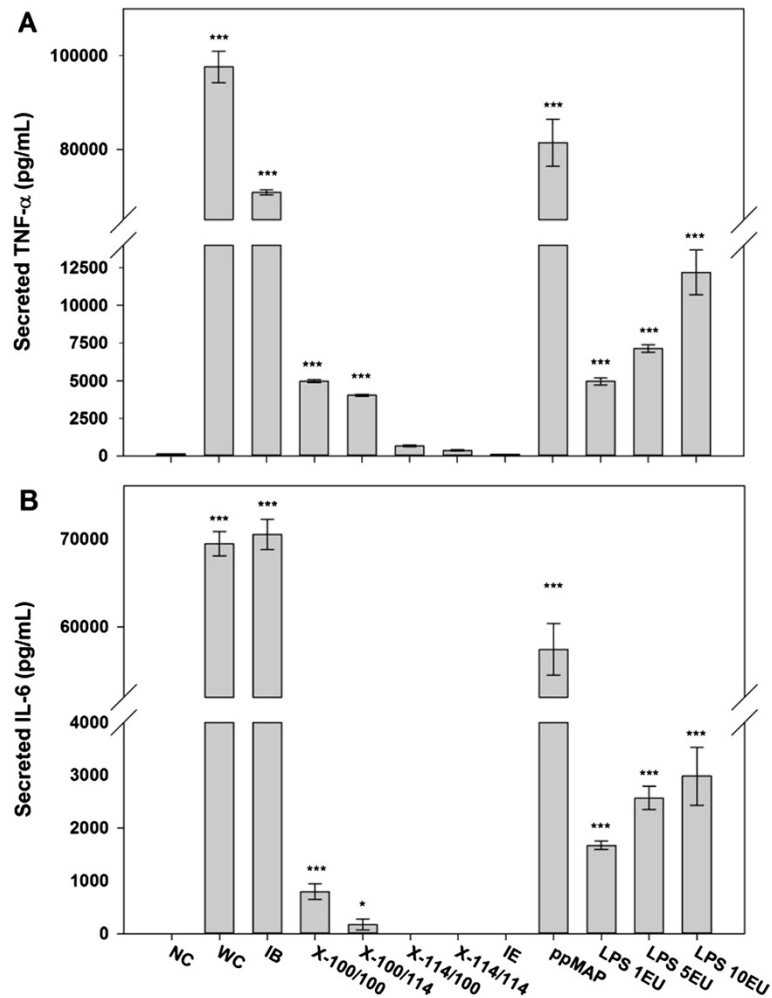 A
Secreted TNF-α (pg/mL)
100000
80000
12500
10000
7500
5000
2500
0
***
***
***
***
***
***
***
***
B
Secreted IL-6 (pg/mL)
70000
60000
4000
3000
2000
1000
0
***
***
***
*
***
***
***
***
NC
WC
IB
X-100/100
X-100/114
X-114/100
X-114/114
IE
ppMAP
LPS 1EU
LPS 5EU
LPS 10EU